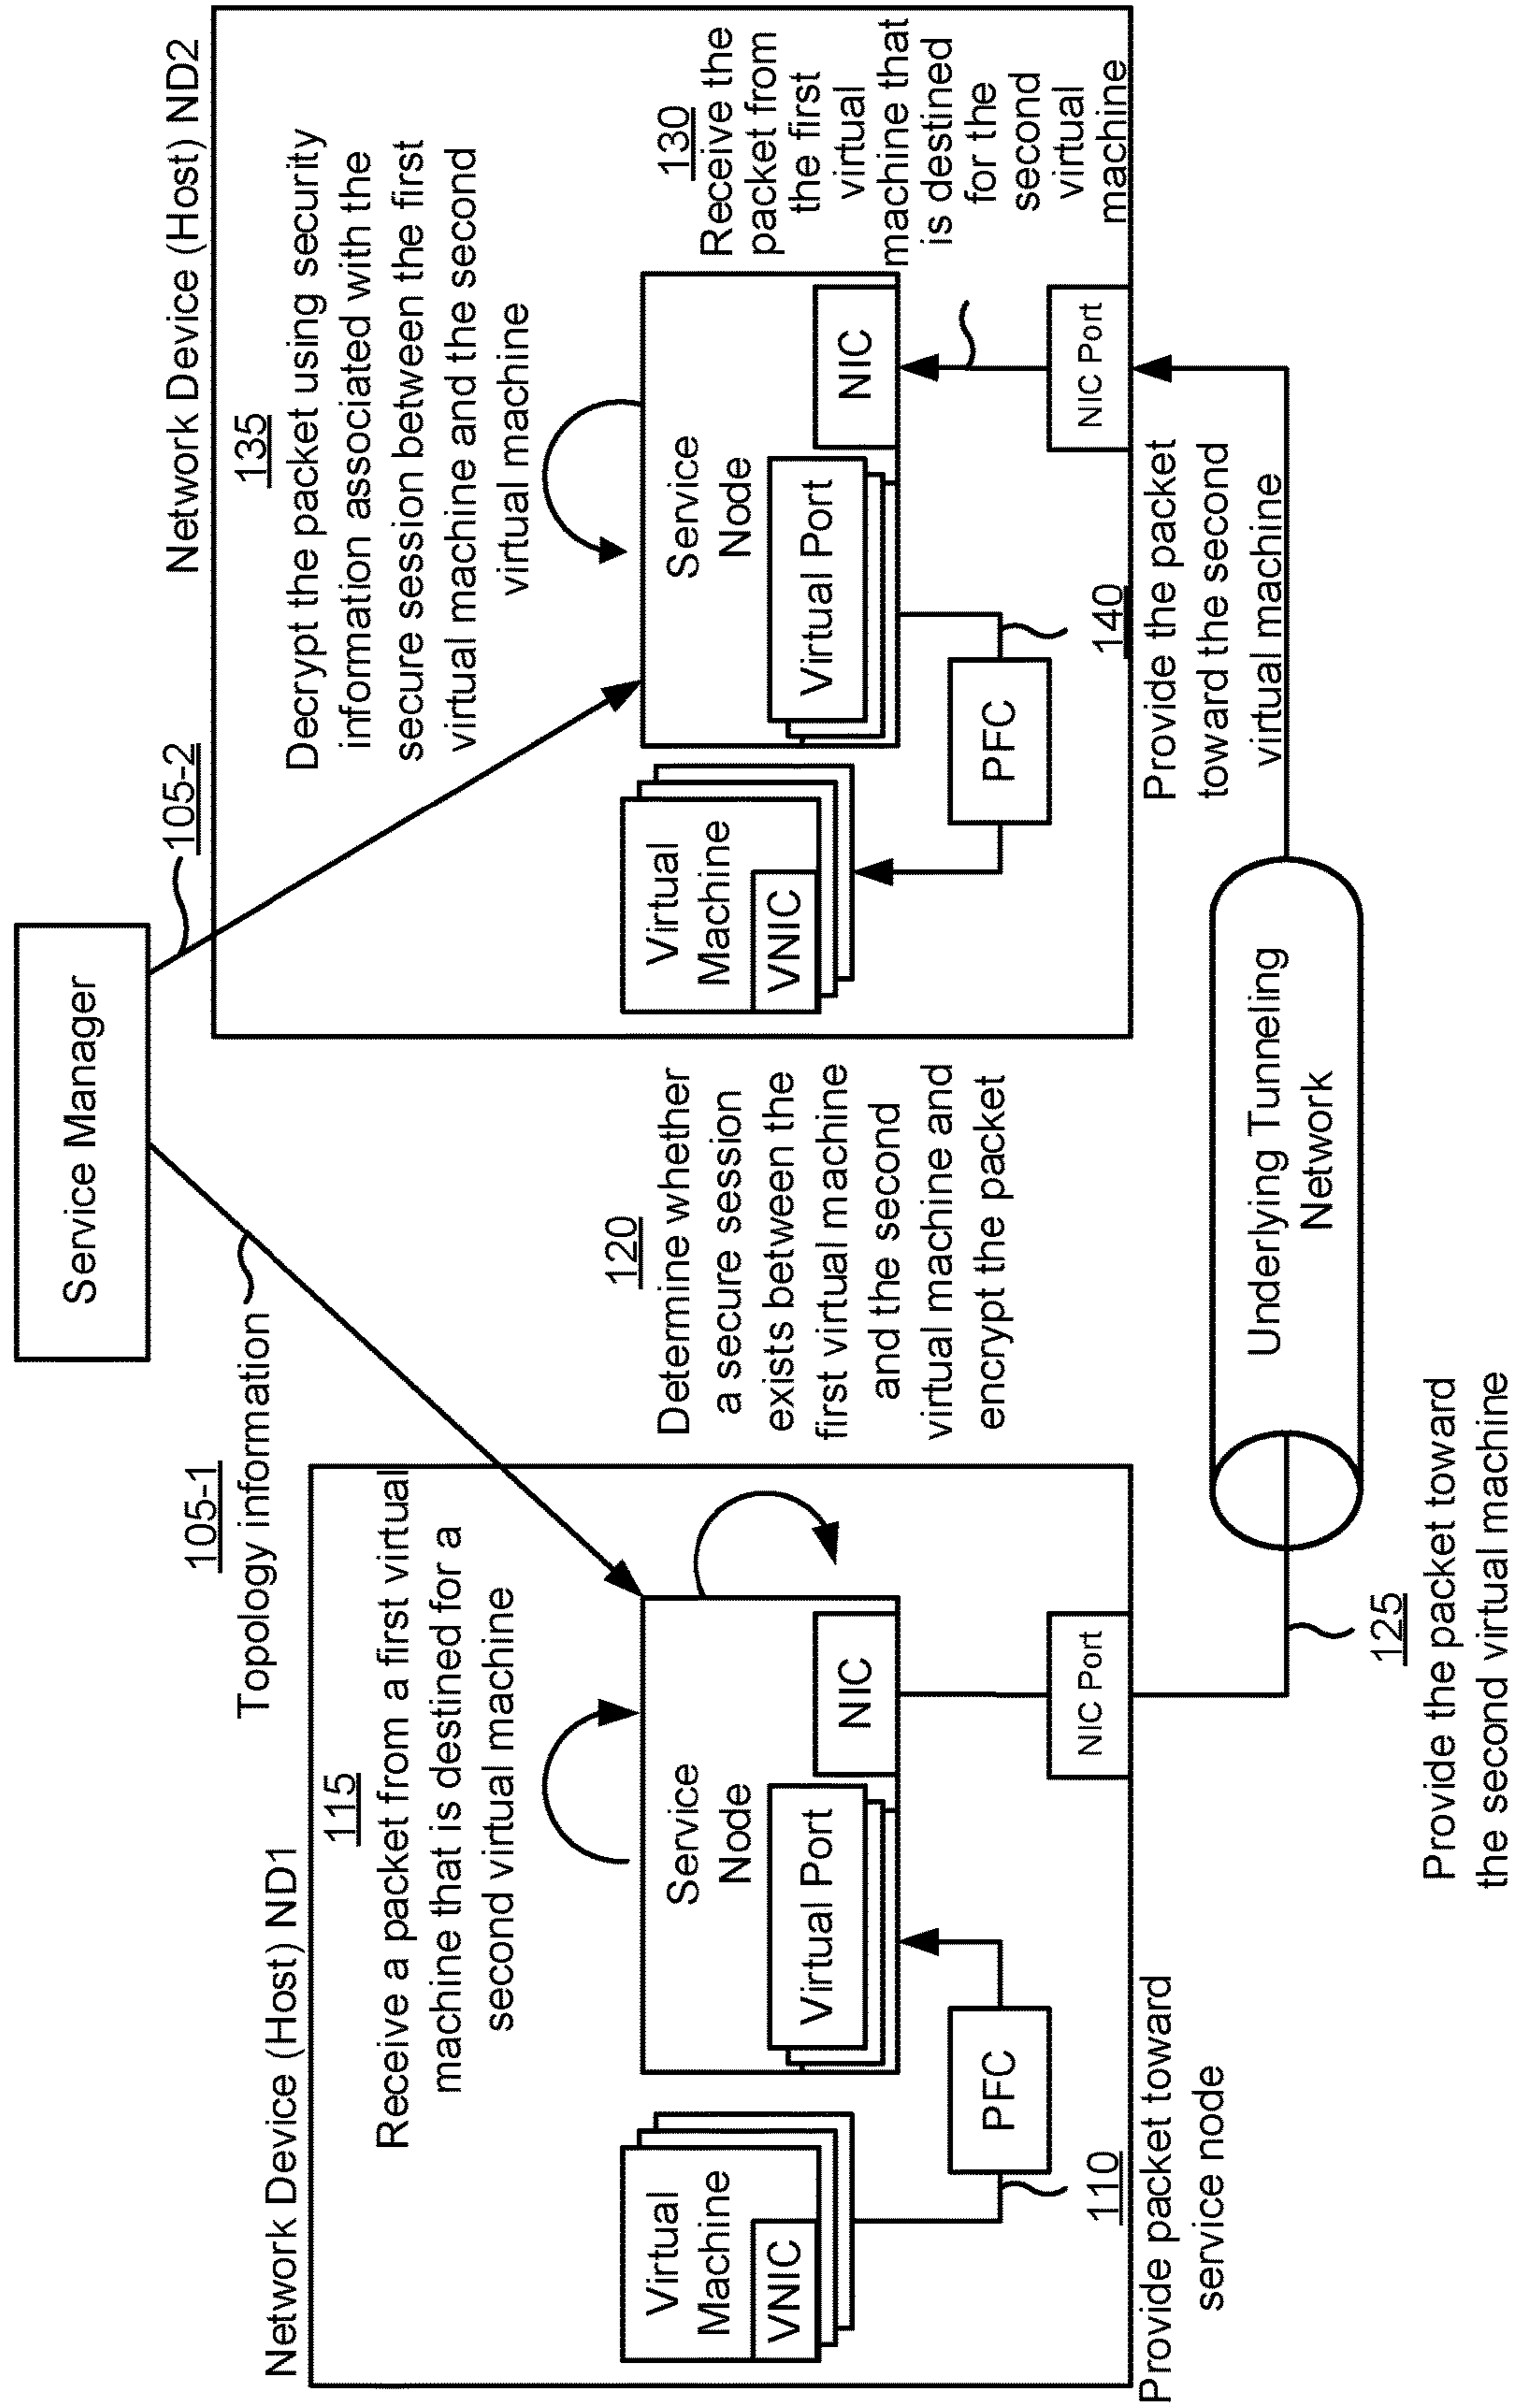 Service Manager
105-1
Topology information
105-2
Network Device (Host) ND1
115
Receive a packet from a first virtual
machine that is destined for a
second virtual machine
Virtual
Machine
VNIC
Service
Node
Virtual Port
NIC
PFC
NIC Port
110
Provide packet toward
service node
120
Determine whether
a secure session
exists between the
first virtual machine
and the second
virtual machine and
encrypt the packet
125
Provide the packet toward
the second virtual machine
Underlying Tunneling
Network
Network Device (Host) ND2
135
Decrypt the packet using security
information associated with the
secure session between the first
virtual machine and the second
virtual machine
130
Receive the
packet from
the first
virtual
machine that
is destined
for the
second
virtual
machine
Virtual
Machine
VNIC
Service
Node
Virtual Port
NIC
PFC
NIC Port
140
Provide the packet
toward the second
virtual machine